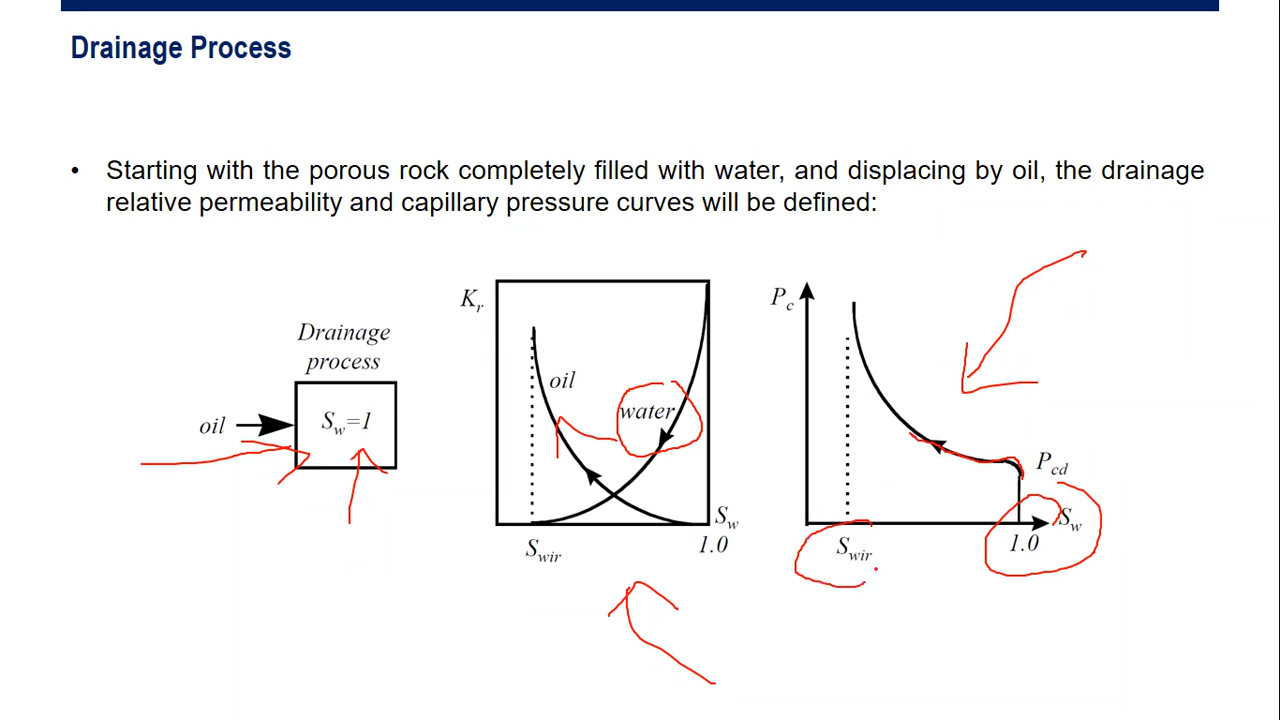 Drainage Process
• Starting with the porous rock completely filled with water, and displacing by oil, the drainage
relative permeability and capillary pressure curves will be defined:
Drainage
process
oil
Sw=1
Kr
oil
water
Sw
Swir
1.0
Pc
Pcd
Sw
Swir
1.0